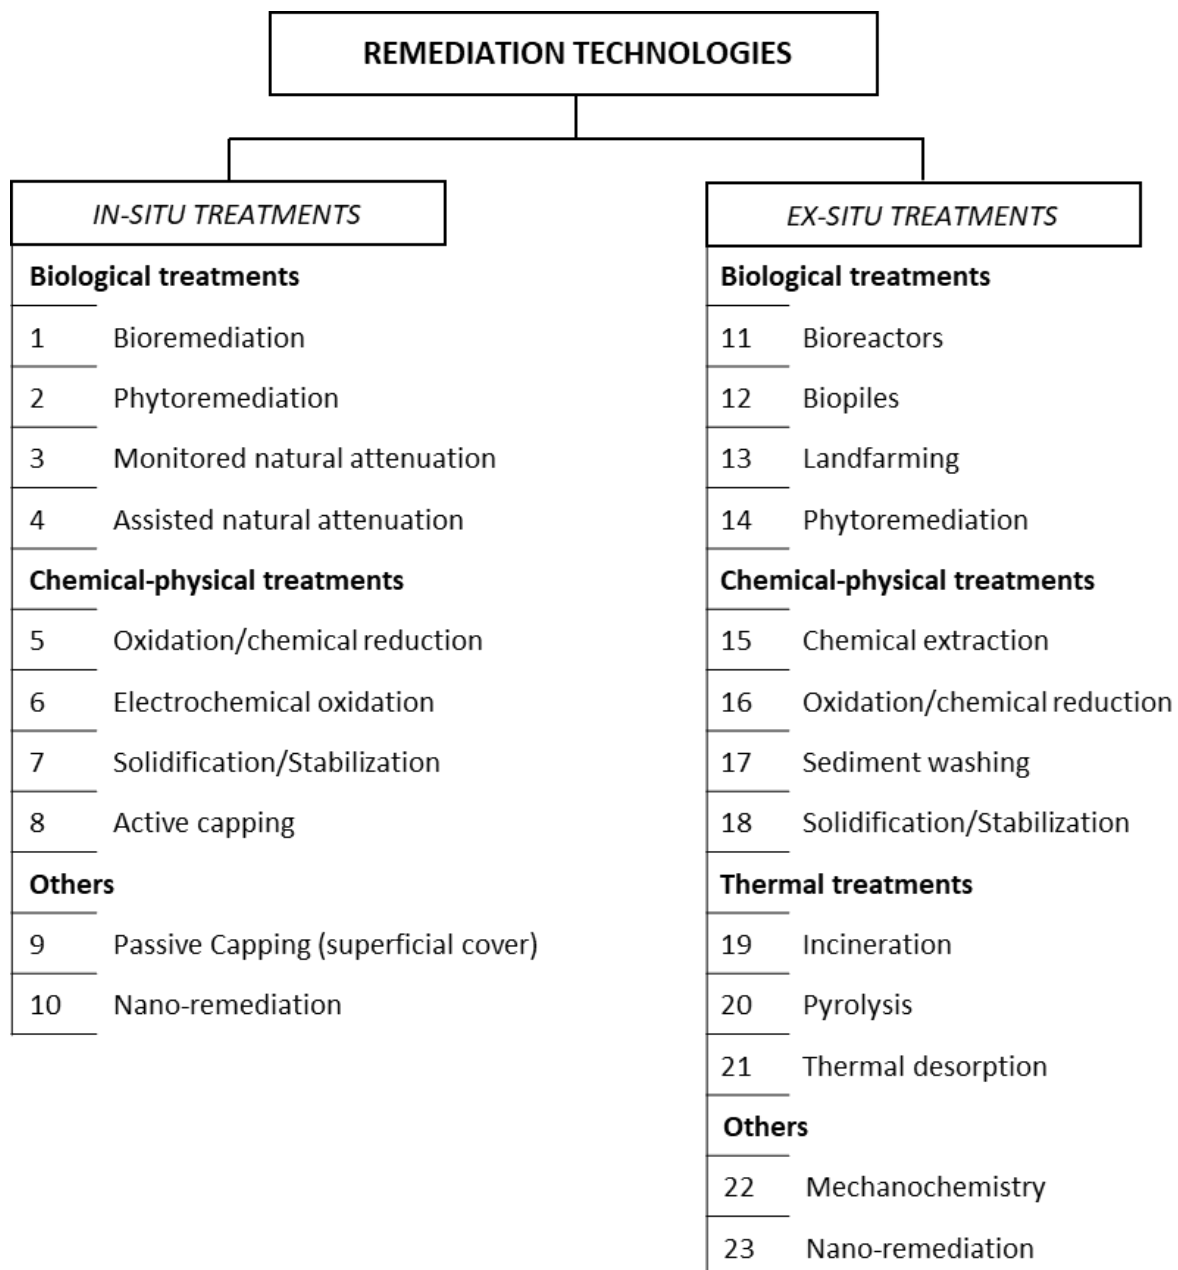 REMEDIATION TECHNOLOGIES
IN-SITU TREATMENTS
Biological treatments
1 Bioremediation
2 Phytoremediation
3 Monitored natural attenuation
4 Assisted natural attenuation
Chemical-physical treatments
5 Oxidation/chemical reduction
6 Electrochemical oxidation
7 Solidification/Stabilization
8 Active capping
Others
9 Passive Capping (superficial cover)
10 Nano-remediation
EX-SITU TREATMENTS
Biological treatments
11 Bioreactors
12 Biopiles
13 Landfarming
14 Phytoremediation
Chemical-physical treatments
15 Chemical extraction
16 Oxidation/chemical reduction
17 Sediment washing
18 Solidification/Stabilization
Thermal treatments
19 Incineration
20 Pyrolysis
21 Thermal desorption
Others
22 Mechanochemistry
23 Nano-remediation